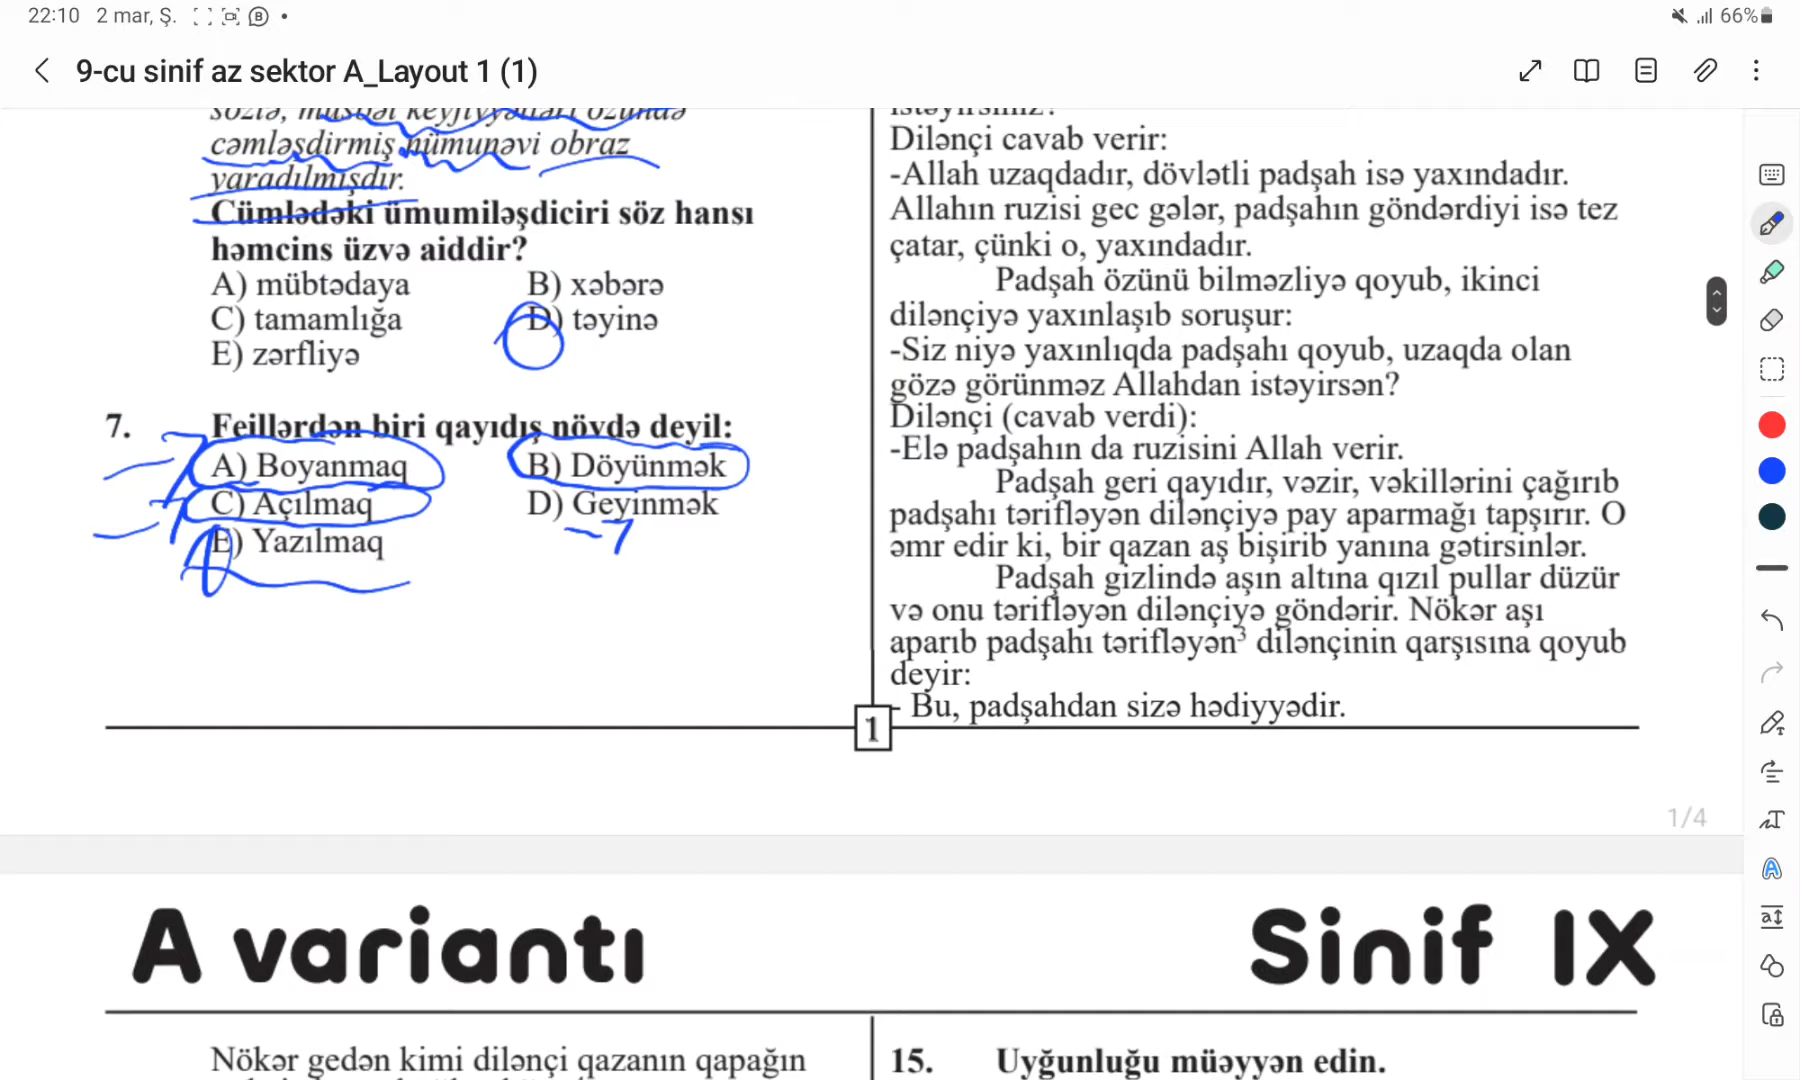 22:10 2 mar, Ş.
66%
9-cu sinif az sektor A_Layout 1 (1)
sözlə, müsbət keyfiyyətləri özündə
cəmləşdirmiş nümunəvi obraz
yaradılmışdır.
Cümlədəki ümumiləşdiciri söz hansı
həmcins üzvə aiddir?
A) mübtədaya B) xəbərə
C) tamamlığa D) təyinə
E) zərfliyə
7. Feillərdən biri qayıdış növdə deyil:
A) Boyanmaq B) Döyünmək
C) Açılmaq D) Geyinmək
E) Yazılmaq
istəyirsiniz?
Dilənçi cavab verir:
-Allah uzaqdadır, dövlətli padşah isə yaxındadır.
Allahın ruzisi gec gələr, padşahın göndərdiyi isə tez
çatar, çünki o, yaxındadır.
Padşah özünü bilməzliyə qoyub, ikinci
dilənçiyə yaxınlaşıb soruşur:
-Siz niyə yaxınlıqda padşahı qoyub, uzaqda olan
gözə görünməz Allahdan istəyirsən?
Dilənçi (cavab verdi):
-Elə padşahın da ruzisini Allah verir.
Padşah geri qayıdır, vəzir, vəkillərini çağırıb
padşahı tərifləyən dilənçiyə pay aparmağı tapşırır. O
əmr edir ki, bir qazan aş bişirib yanına gətirsinlər.
Padşah gizlində aşın altına qızıl pullar düzür
və onu tərifləyən dilənçiyə göndərir. Nökər aşı
aparıb padşahı tərifləyən³ dilənçinin qarşısına qoyub
deyir:
- Bu, padşahdan sizə hədiyyədir.
1
1/4
A variantı Sinif IX
Nökər gedən kimi dilənçi qazanın qapağın
15. Uyğunluğu müəyyən edin.